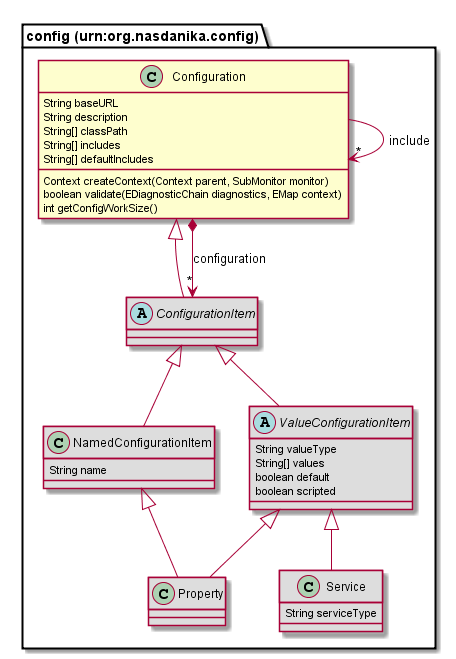 config (urn:org.nasdanika.config)
C Configuration
String baseURL
String description
String[] classPath
String[] includes
String[] defaultIncludes
Context createContext(Context parent, SubMonitor monitor)
boolean validate(EDiagnosticChain diagnostics, EMap context)
int getConfigWorkSize()
include
*
configuration
*
A ConfigurationItem
C NamedConfigurationItem
String name
A ValueConfigurationItem
String valueType
String[] values
boolean default
boolean scripted
C Property
C Service
String serviceType